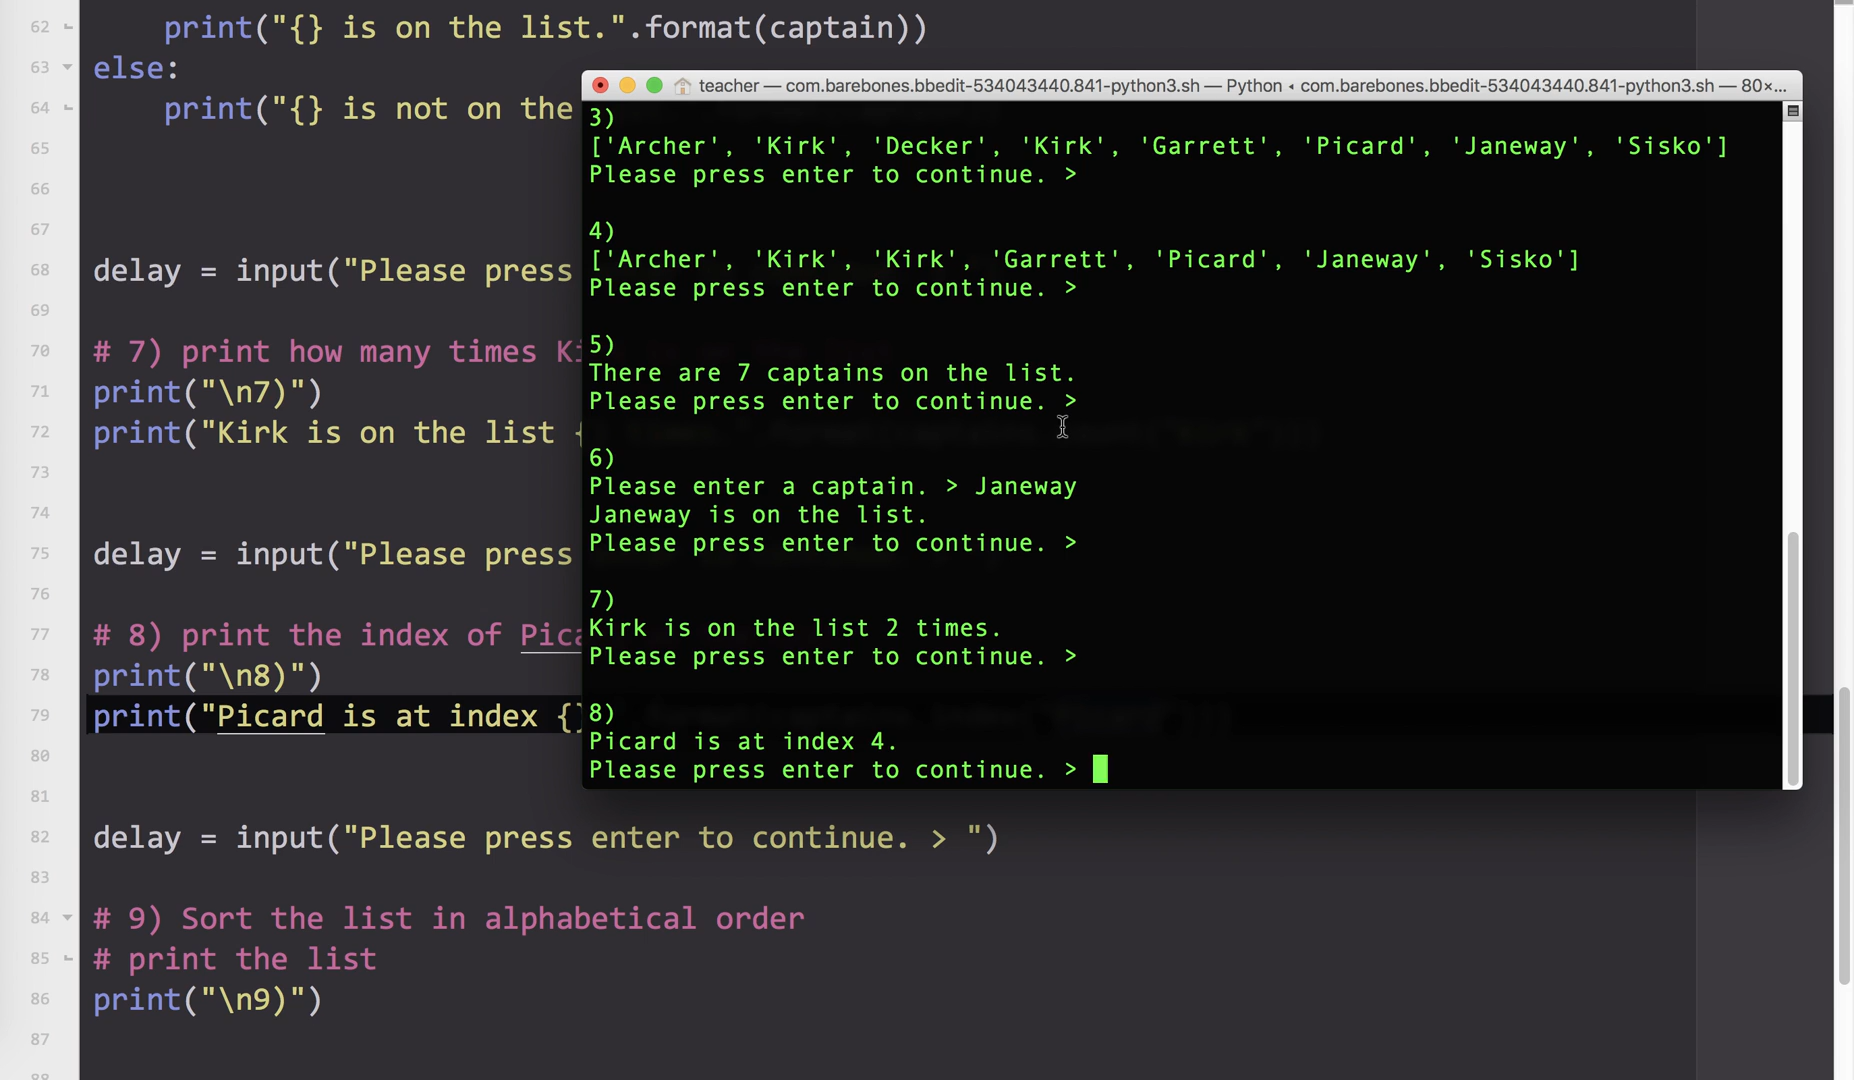 62 print("{} is on the list.".format(captain))
63 else:
64 print("{} is not on the
65
66
67
68 delay = input("Please press
69
70 # 7) print how many times Ki
71 print("\n7)")
72 print("Kirk is on the list {
73
74
75 delay = input("Please press
76
77 # 8) print the index of Pica
78 print("\n8)")
79 print("Picard is at index {}
80
81
82 delay = input("Please press enter to continue. > ")
83
84 # 9) Sort the list in alphabetical order
85 # print the list
86 print("\n9)")
87
88
teacher — com.barebones.bbedit-534043440.841-python3.sh — Python ◂ com.barebones.bbedit-534043440.841-python3.sh — 80×...
3)
['Archer', 'Kirk', 'Decker', 'Kirk', 'Garrett', 'Picard', 'Janeway', 'Sisko']
Please press enter to continue. >
4)
['Archer', 'Kirk', 'Kirk', 'Garrett', 'Picard', 'Janeway', 'Sisko']
Please press enter to continue. >
5)
There are 7 captains on the list.
Please press enter to continue. >
6)
Please enter a captain. > Janeway
Janeway is on the list.
Please press enter to continue. >
7)
Kirk is on the list 2 times.
Please press enter to continue. >
8)
Picard is at index 4.
Please press enter to continue. >